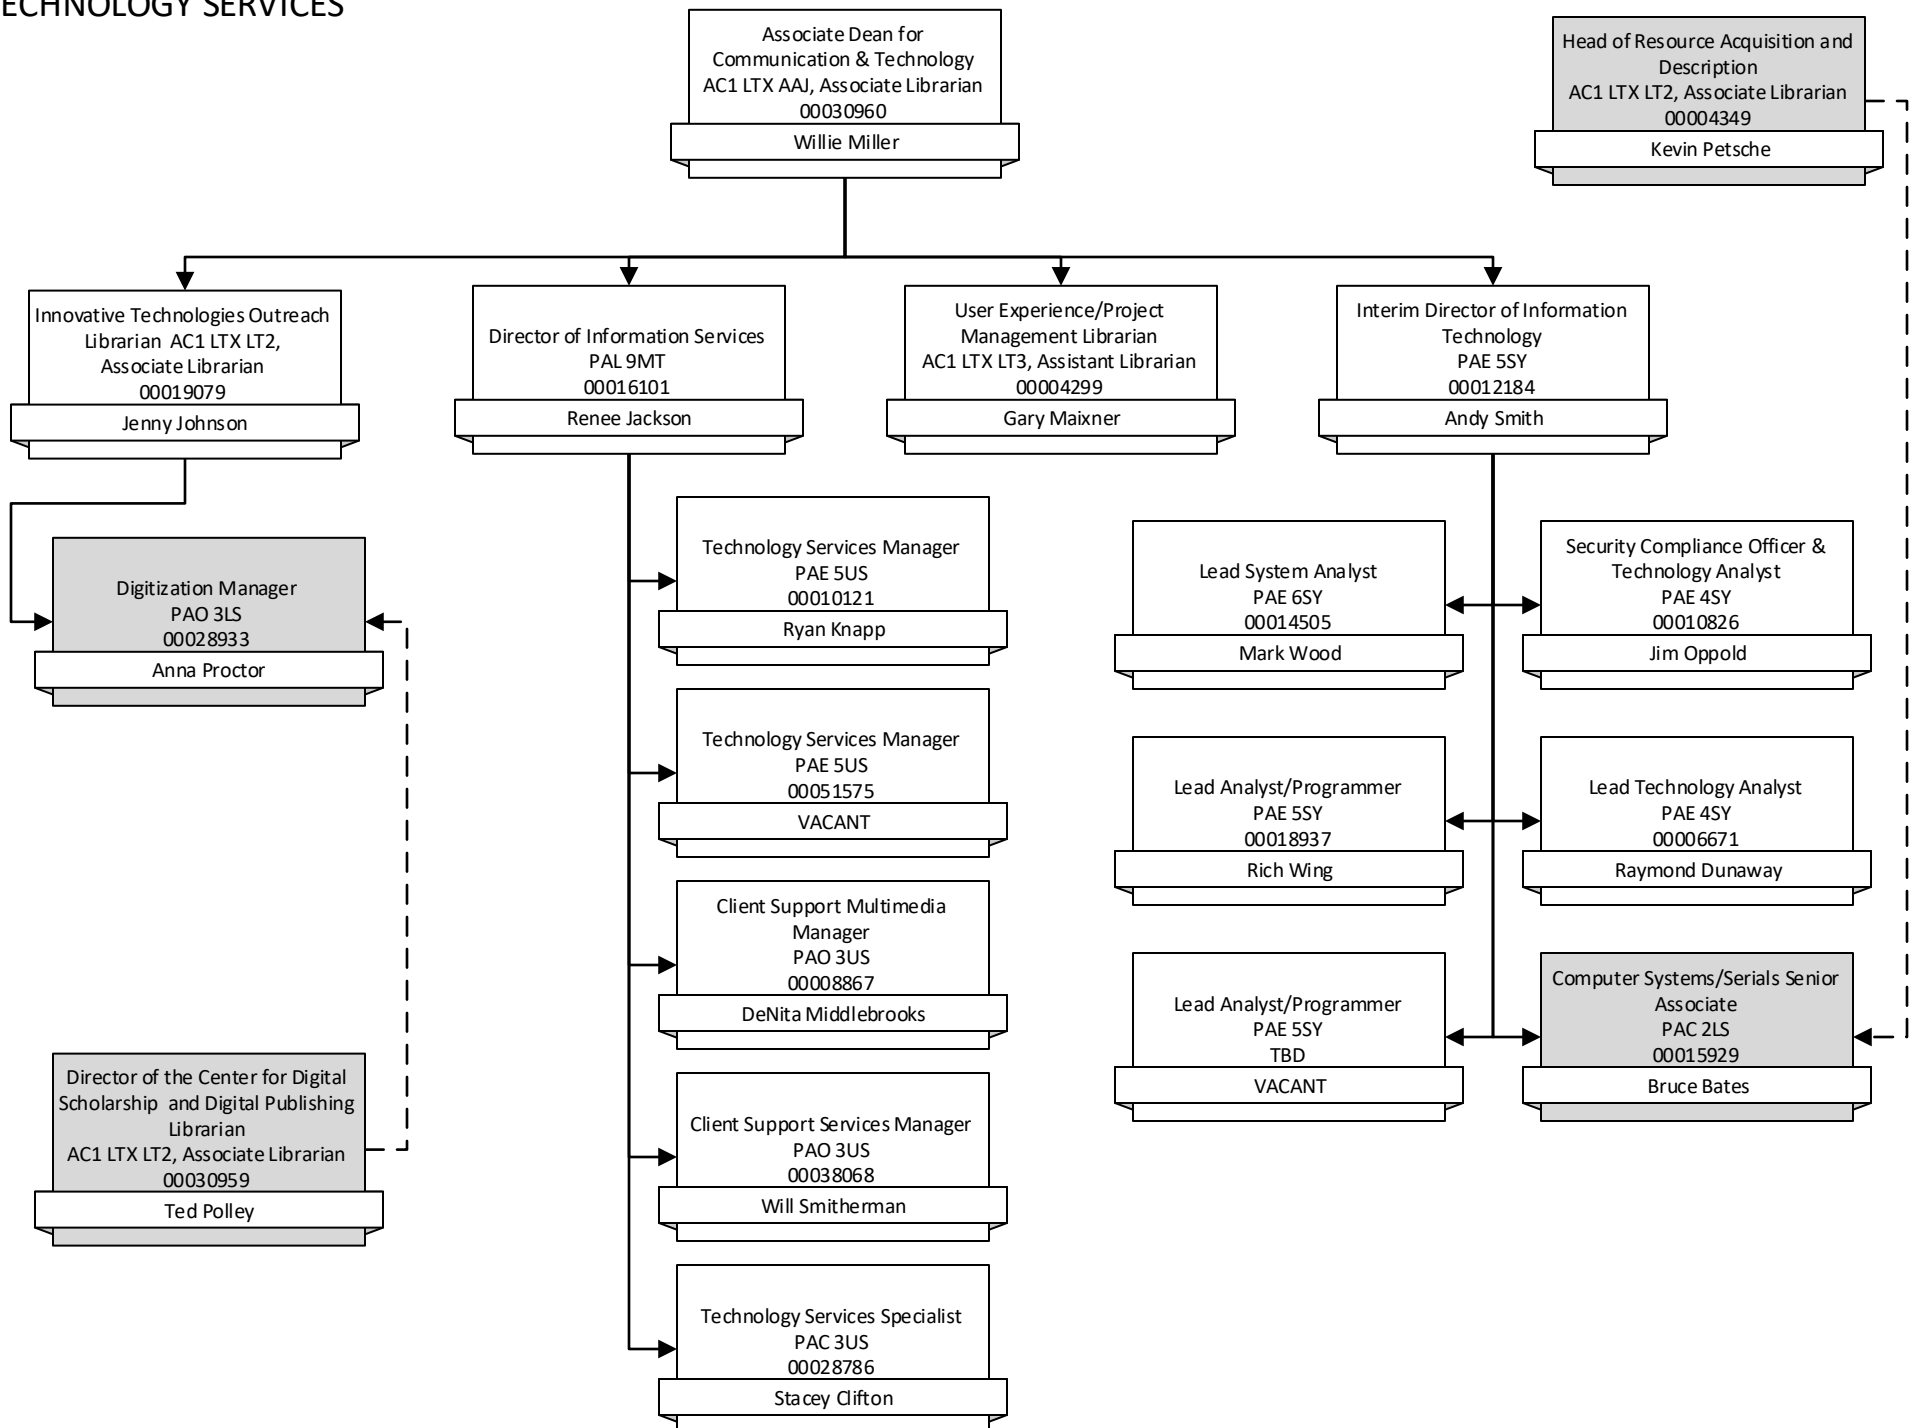 ECHNOLOGY SERVICES
Associate Dean for
Communication & Technology
AC1 LTX AAJ, Associate Librarian
00030960
Willie Miller
Head of Resource Acquisition and
Description
AC1 LTX LT2, Associate Librarian
00004349
Kevin Petsche
Innovative Technologies Outreach
Librarian AC1 LTX LT2,
Associate Librarian
00019079
Jenny Johnson
Director of Information Services
PAL 9MT
00016101
Renee Jackson
User Experience/Project
Management Librarian
AC1 LTX LT3, Assistant Librarian
00004299
Gary Maixner
Interim Director of Information
Technology
PAE 5SY
00012184
Andy Smith
Digitization Manager
PAO 3LS
00028933
Anna Proctor
Director of the Center for Digital
Scholarship and Digital Publishing
Librarian
AC1 LTX LT2, Associate Librarian
00030959
Ted Polley
Technology Services Manager
PAE 5US
00010121
Ryan Knapp
Technology Services Manager
PAE 5US
00051575
VACANT
Client Support Multimedia
Manager
PAO 3US
00008867
DeNita Middlebrooks
Client Support Services Manager
PAO 3US
00038068
Will Smitherman
Technology Services Specialist
PAC 3US
00028786
Stacey Clifton
Lead System Analyst
PAE 6SY
00014505
Mark Wood
Security Compliance Officer &
Technology Analyst
PAE 4SY
00010826
Jim Oppold
Lead Analyst/Programmer
PAE 5SY
00018937
Rich Wing
Lead Technology Analyst
PAE 4SY
00006671
Raymond Dunaway
Lead Analyst/Programmer
PAE 5SY
TBD
VACANT
Computer Systems/Serials Senior
Associate
PAC 2LS
00015929
Bruce Bates